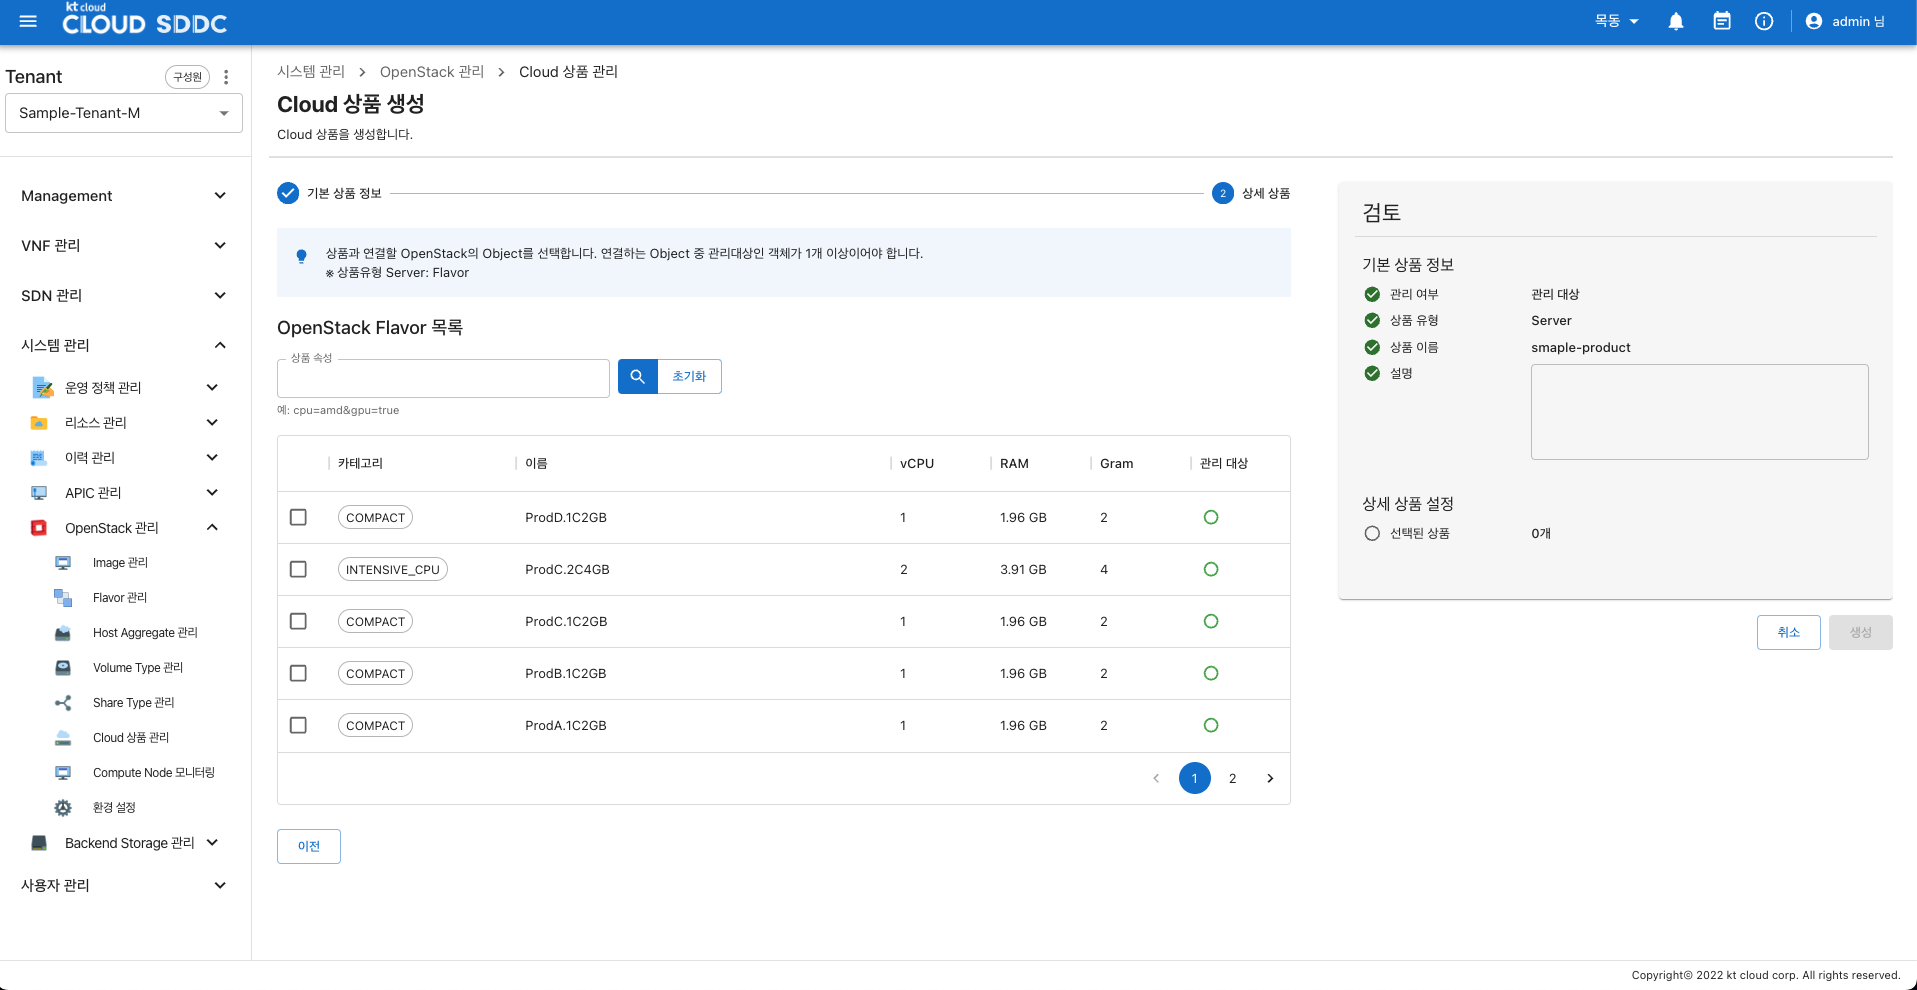 kt cloud
CLOUD SDDC
목동
admin 님
Tenant
구성원
Sample-Tenant-M
Management
VNF 관리
SDN 관리
시스템 관리
운영 정책 관리
리소스 관리
이력 관리
APIC 관리
OpenStack 관리
Image 관리
Flavor 관리
Host Aggregate 관리
Volume Type 관리
Share Type 관리
Cloud 상품 관리
Compute Node 모니터링
환경 설정
Backend Storage 관리
사용자 관리
시스템 관리 > OpenStack 관리 > Cloud 상품 관리
Cloud 상품 생성
Cloud 상품을 생성합니다.
기본 상품 정보
2 상세 상품
상품과 연결할 OpenStack의 Object를 선택합니다. 연결하는 Object 중 관리대상인 객체가 1개 이상이어야 합니다.
※ 상품유형 Server: Flavor
OpenStack Flavor 목록
상품 속성
초기화
예: cpu=amd&gpu=true
카테고리 이름 vCPU RAM Gram 관리 대상
COMPACT ProdD.1C2GB 1 1.96 GB 2
INTENSIVE_CPU ProdC.2C4GB 2 3.91 GB 4
COMPACT ProdC.1C2GB 1 1.96 GB 2
COMPACT ProdB.1C2GB 1 1.96 GB 2
COMPACT ProdA.1C2GB 1 1.96 GB 2
1 2
이전
검토
기본 상품 정보
관리 여부 관리 대상
상품 유형 Server
상품 이름 smaple-product
설명
상세 상품 설정
선택된 상품 0개
취소
생성
Copyright© 2022 kt cloud corp. All rights reserved.